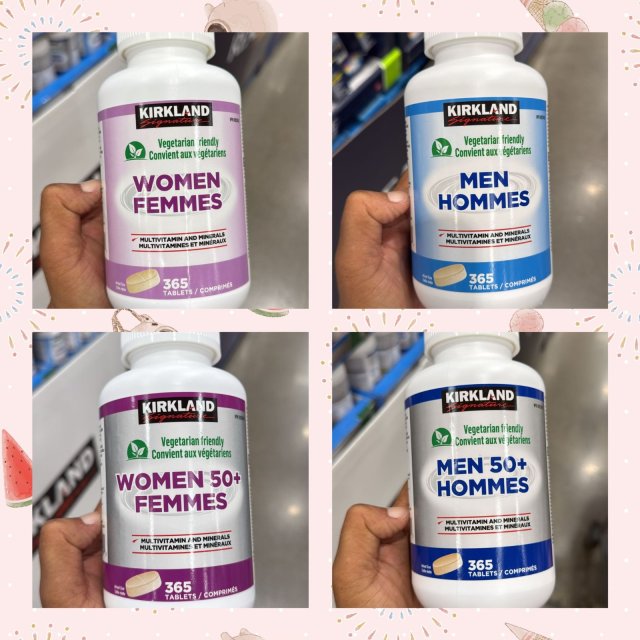 KIRKLAND
Signature
Vegetarian friendly
Convient aux végétariens
WOMEN
FEMMES
MULTIVITAMIN AND MINERALS
MULTIVITAMINES ET MINÉRAUX
365
TABLETS / COMPRIMÉS
KIRKLAND
Signature
Vegetarian friendly
Convient aux végétariens
MEN
HOMMES
MULTIVITAMIN AND MINERALS
MULTIVITAMINES ET MINÉRAUX
365
TABLETS / COMPRIMÉS
KIRKLAND
KIRKLAND
Signature
Vegetarian friendly
Convient aux végétariens
WOMEN 50+
FEMMES
MULTIVITAMIN AND MINERALS
MULTIVITAMINES ET MINÉRAUX
365
TABLETS / COMPRIMÉS
KIRKLAND
Signature
Vegetarian friendly
Convient aux végétariens
MEN 50+
HOMMES
MULTIVITAMIN AND MINERALS
MULTIVITAMINES ET MINÉRAUX
365
TABLETS / COMPRIMÉS